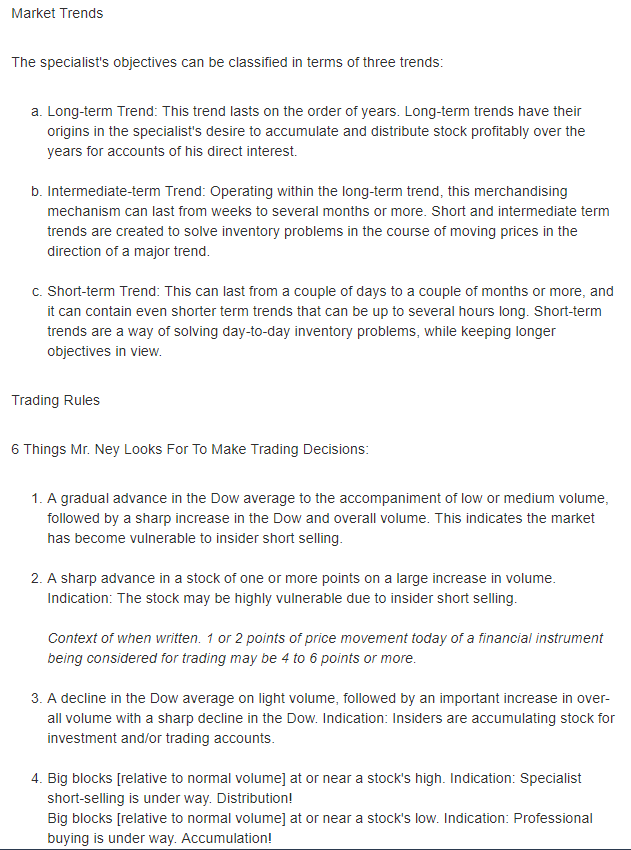 Market Trends
The specialist's objectives can be classified in terms of three trends:
a. Long-term Trend: This trend lasts on the order of years. Long-term trends have their
origins in the specialist's desire to accumulate and distribute stock profitably over the
years for accounts of his direct interest.
b. Intermediate-term Trend: Operating within the long-term trend, this merchandising
mechanism can last from weeks to several months or more. Short and intermediate term
trends are created to solve inventory problems in the course of moving prices in the
direction of a major trend.
c. Short-term Trend: This can last from a couple of days to a couple of months or more, and
it can contain even shorter term trends that can be up to several hours long. Short-term
trends are a way of solving day-to-day inventory problems, while keeping longer
objectives in view.
Trading Rules
6 Things Mr. Ney Looks For To Make Trading Decisions:
1. A gradual advance in the Dow average to the accompaniment of low or medium volume,
followed by a sharp increase in the Dow and overall volume. This indicates the market
has become vulnerable to insider short selling.
2. A sharp advance in a stock of one or more points on a large increase in volume.
Indication: The stock may be highly vulnerable due to insider short selling.
Context of when written. 1 or 2 points of price movement today of a financial instrument
being considered for trading may be 4 to 6 points or more.
3. A decline in the Dow average on light volume, followed by an important increase in over-
all volume with a sharp decline in the Dow. Indication: Insiders are accumulating stock for
investment and/or trading accounts.
4. Big blocks [relative to normal volume] at or near a stock's high. Indication: Specialist
short-selling is under way. Distribution!
Big blocks [relative to normal volume] at or near a stock's low. Indication: Professional
buying is under way. Accumulation!